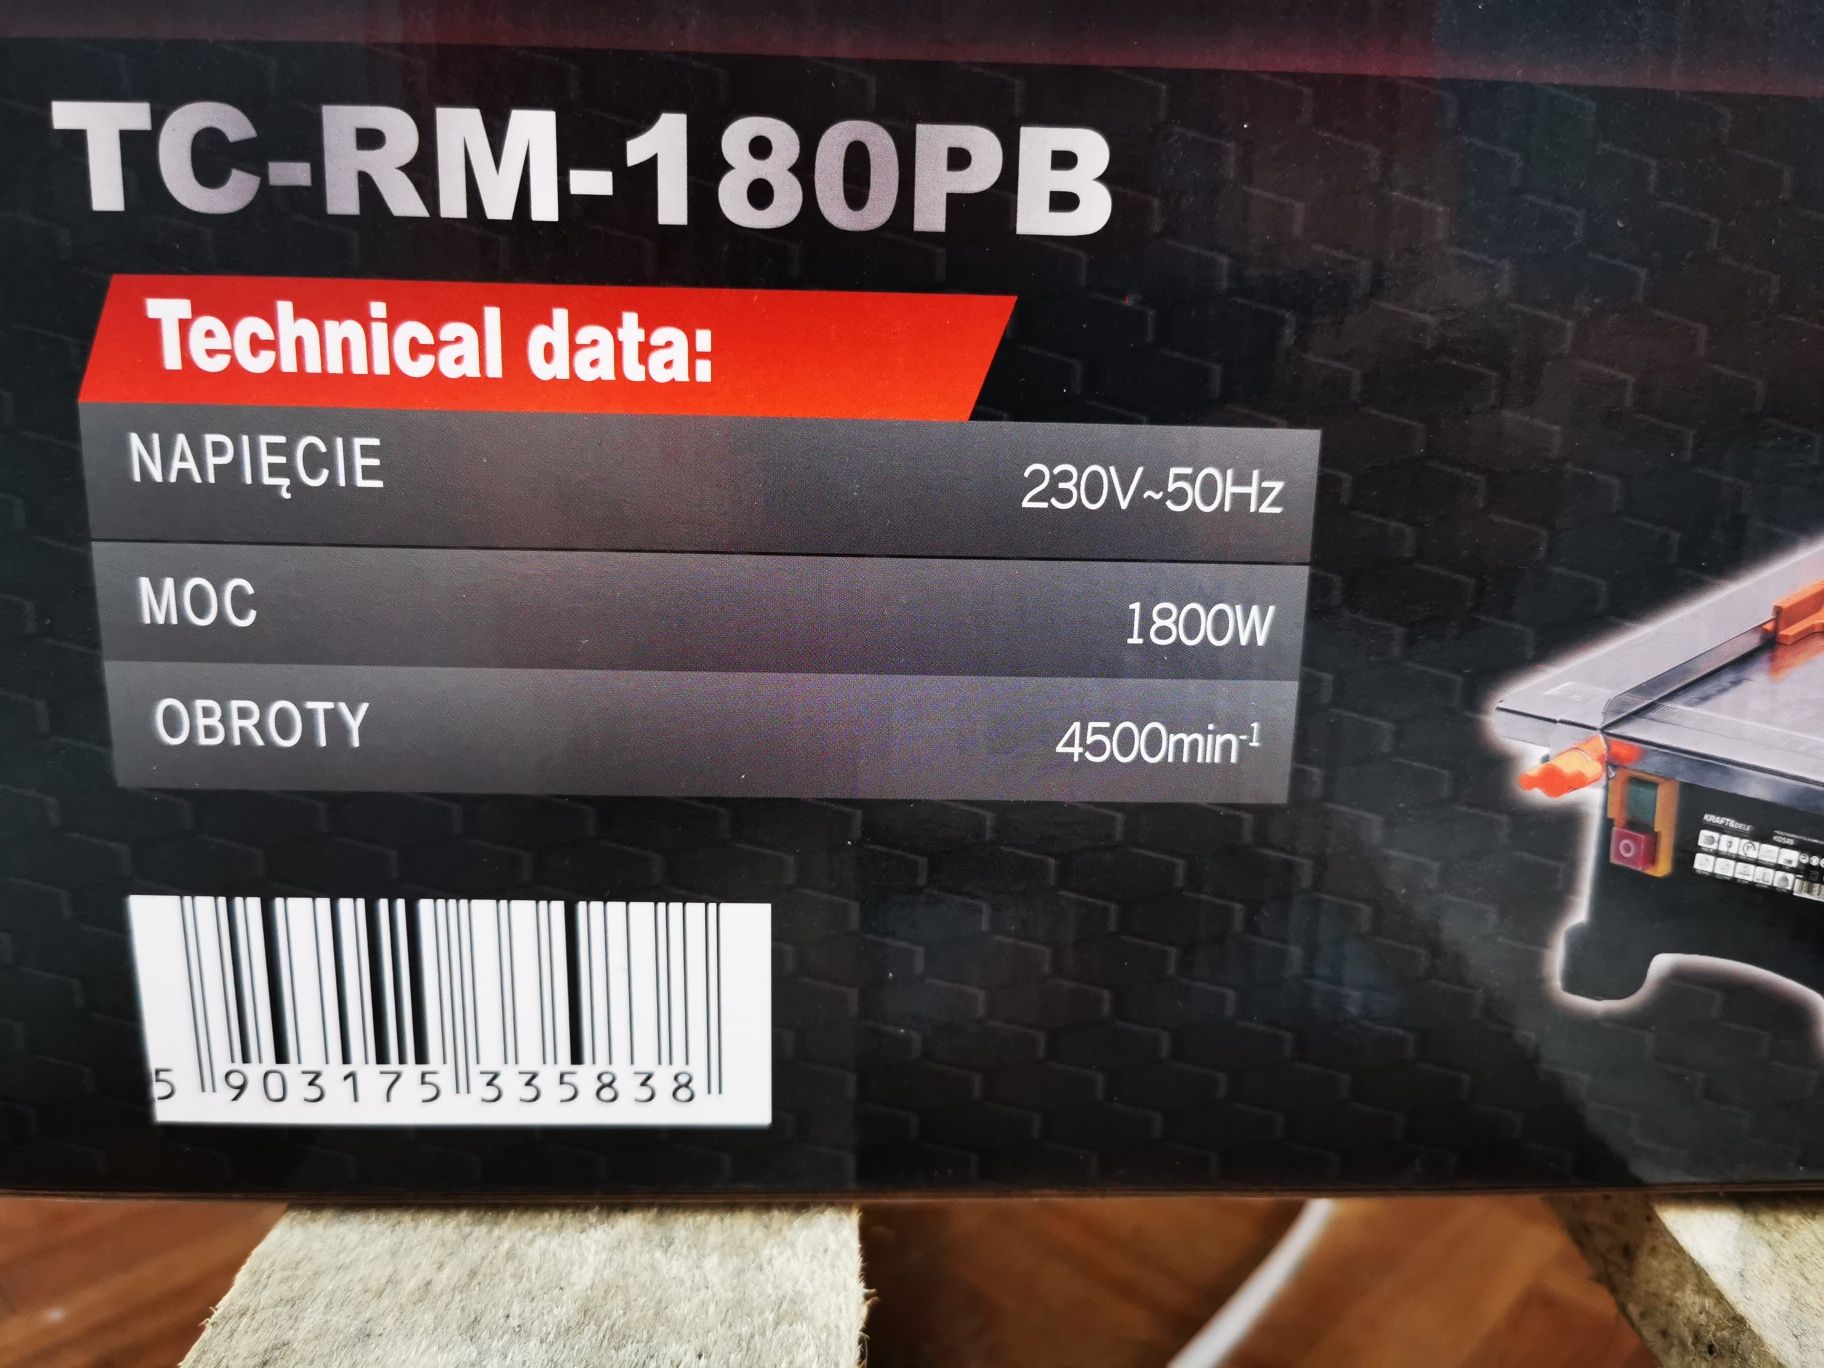 TC-RM-180PB
Technical data:
NAPIĘCIE 230V~50Hz
MOC 1800W
OBROTY 4500min⁻¹
KRAFT&DELE
5 903175 335838